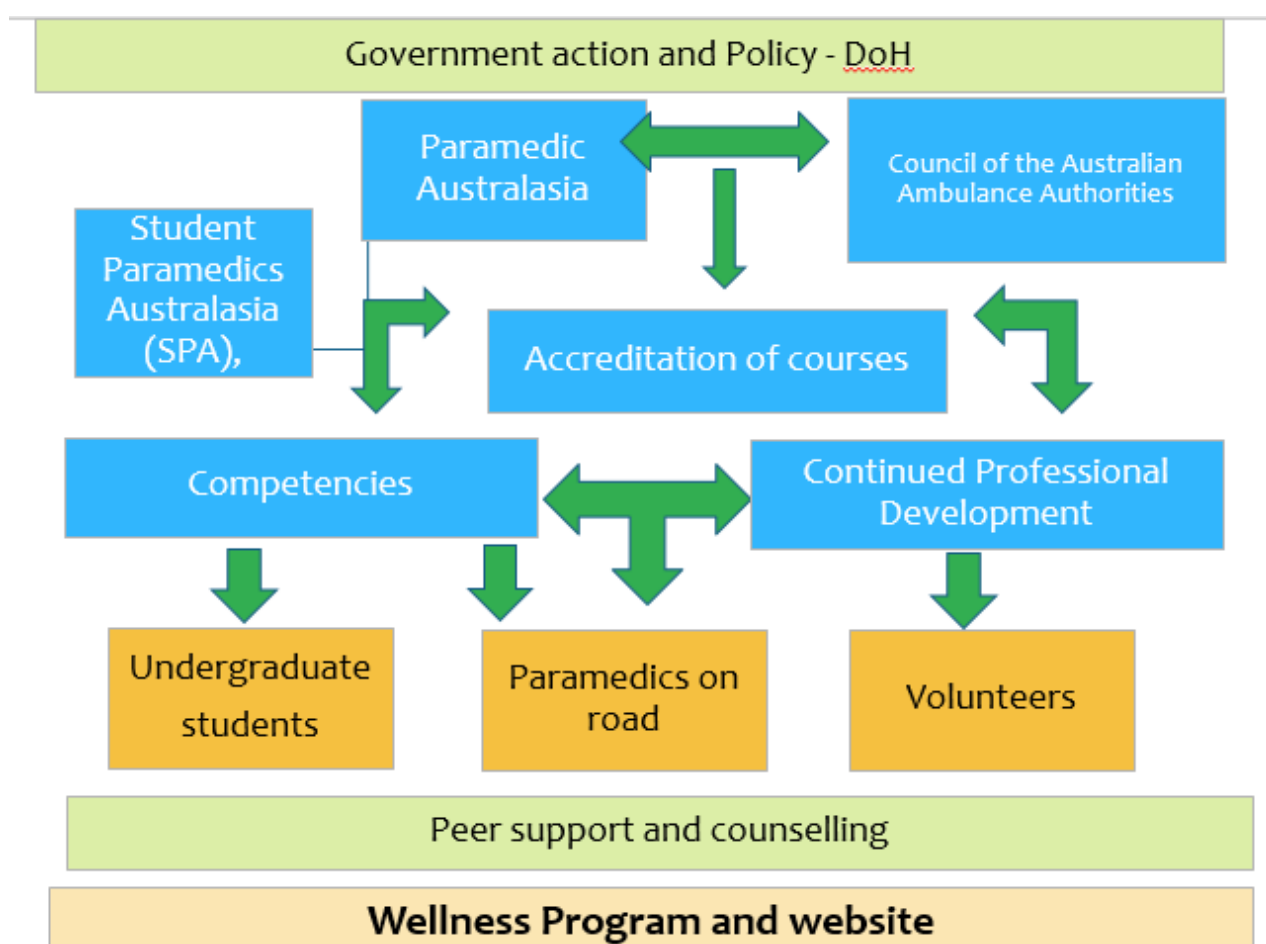 Government action and Policy - DoH
Paramedic
Australasia
Council of the Australian
Ambulance Authorities
Student
Paramedics
Australasia
(SPA),
Accreditation of courses
Competencies
Continued Professional
Development
Undergraduate
students
Paramedics on
road
Volunteers
Peer support and counselling
Wellness Program and website